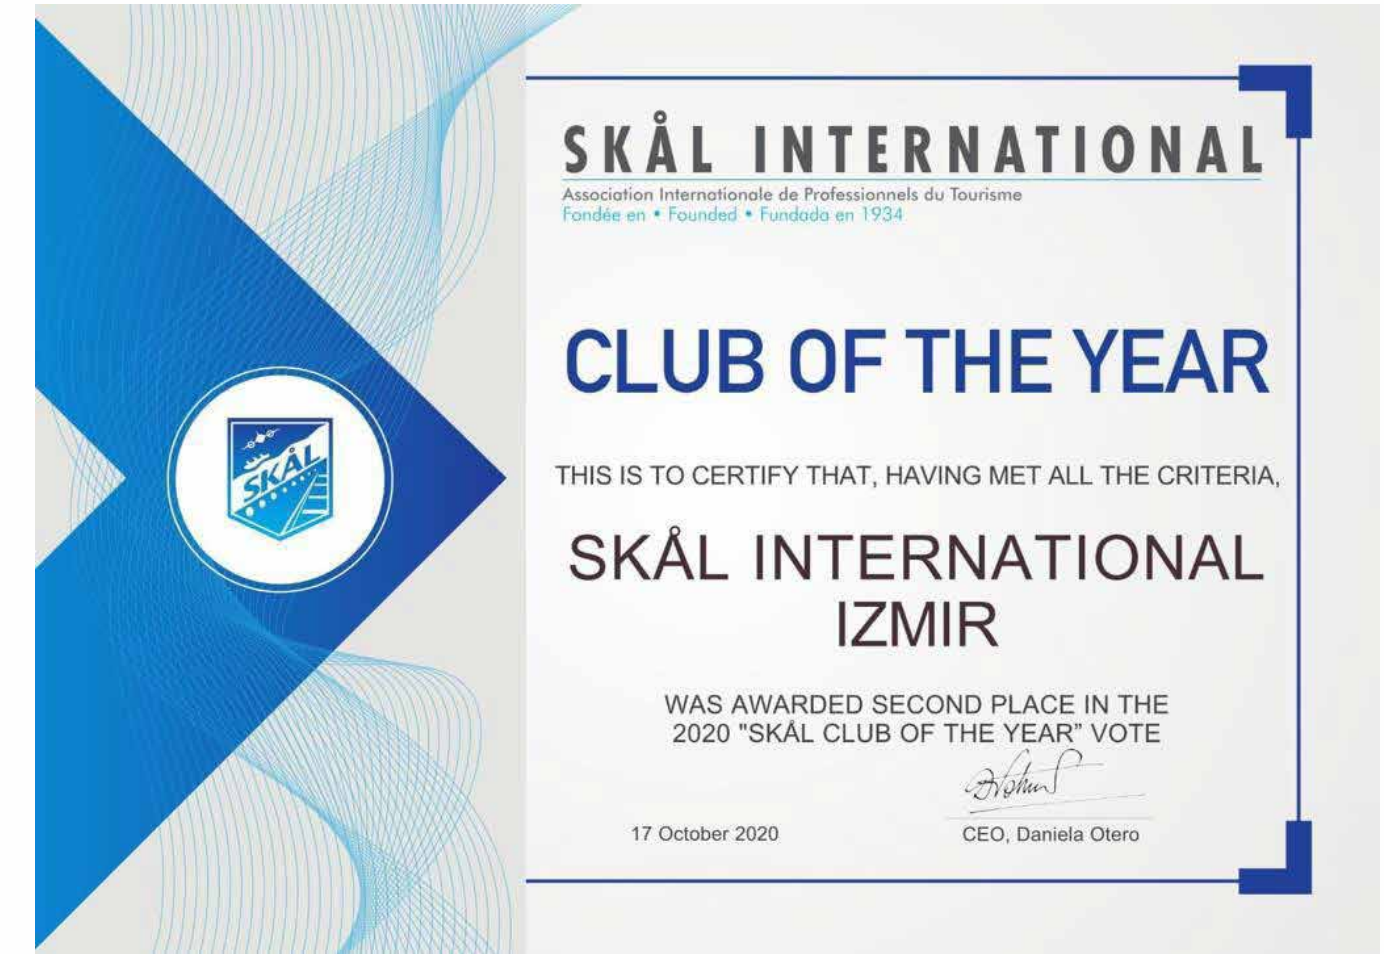 SKÅL INTERNATIONAL
Association Internationale de Professionnels du Tourisme
Fondée en • Founded • Fundada en 1934
CLUB OF THE YEAR
SKÅL
THIS IS TO CERTIFY THAT, HAVING MET ALL THE CRITERIA,
SKÅL INTERNATIONAL
IZMIR
WAS AWARDED SECOND PLACE IN THE
2020 "SKÅL CLUB OF THE YEAR” VOTE
17 October 2020
CEO, Daniela Otero